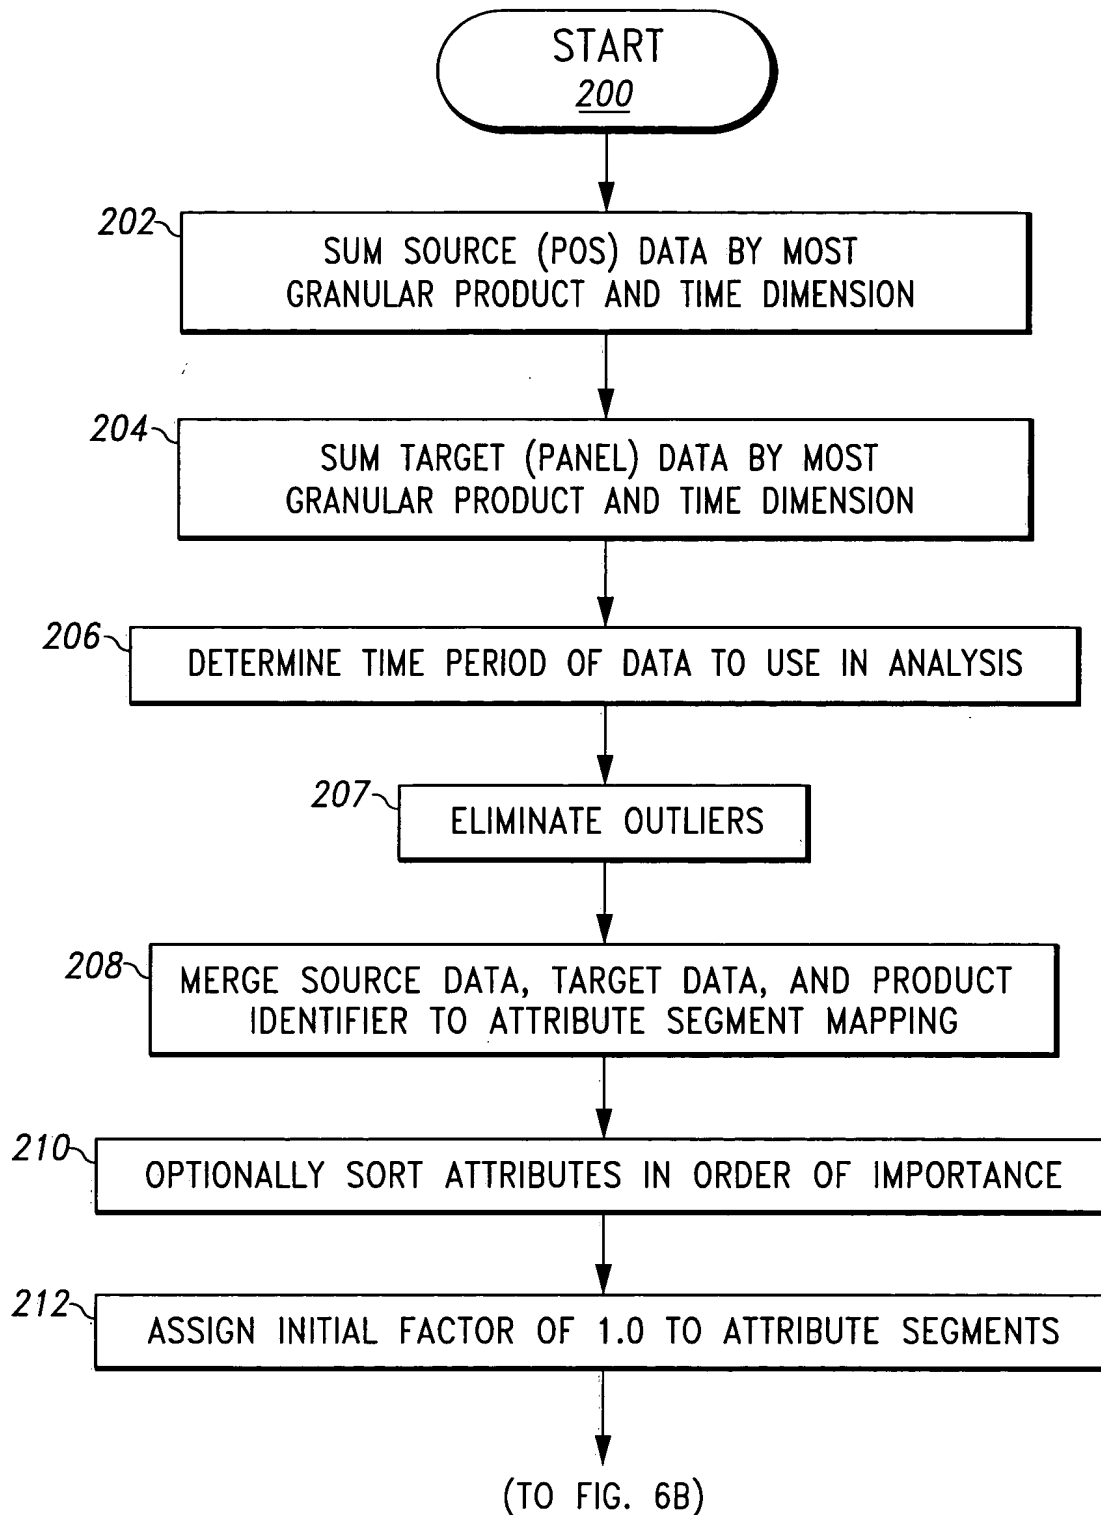 START
200
202
SUM SOURCE (POS) DATA BY MOST
GRANULAR PRODUCT AND TIME DIMENSION
204
SUM TARGET (PANEL) DATA BY MOST
GRANULAR PRODUCT AND TIME DIMENSION
206
DETERMINE TIME PERIOD OF DATA TO USE IN ANALYSIS
207
ELIMINATE OUTLIERS
208
MERGE SOURCE DATA, TARGET DATA, AND PRODUCT
IDENTIFIER TO ATTRIBUTE SEGMENT MAPPING
210
OPTIONALLY SORT ATTRIBUTES IN ORDER OF IMPORTANCE
212
ASSIGN INITIAL FACTOR OF 1.0 TO ATTRIBUTE SEGMENTS
(TO FIG. 6B)